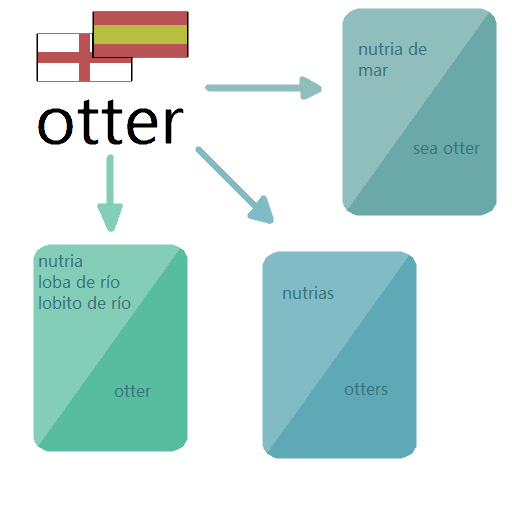 otter
nutria de
mar
sea otter
nutria
loba de río
lobito de río
otter
nutrias
otters